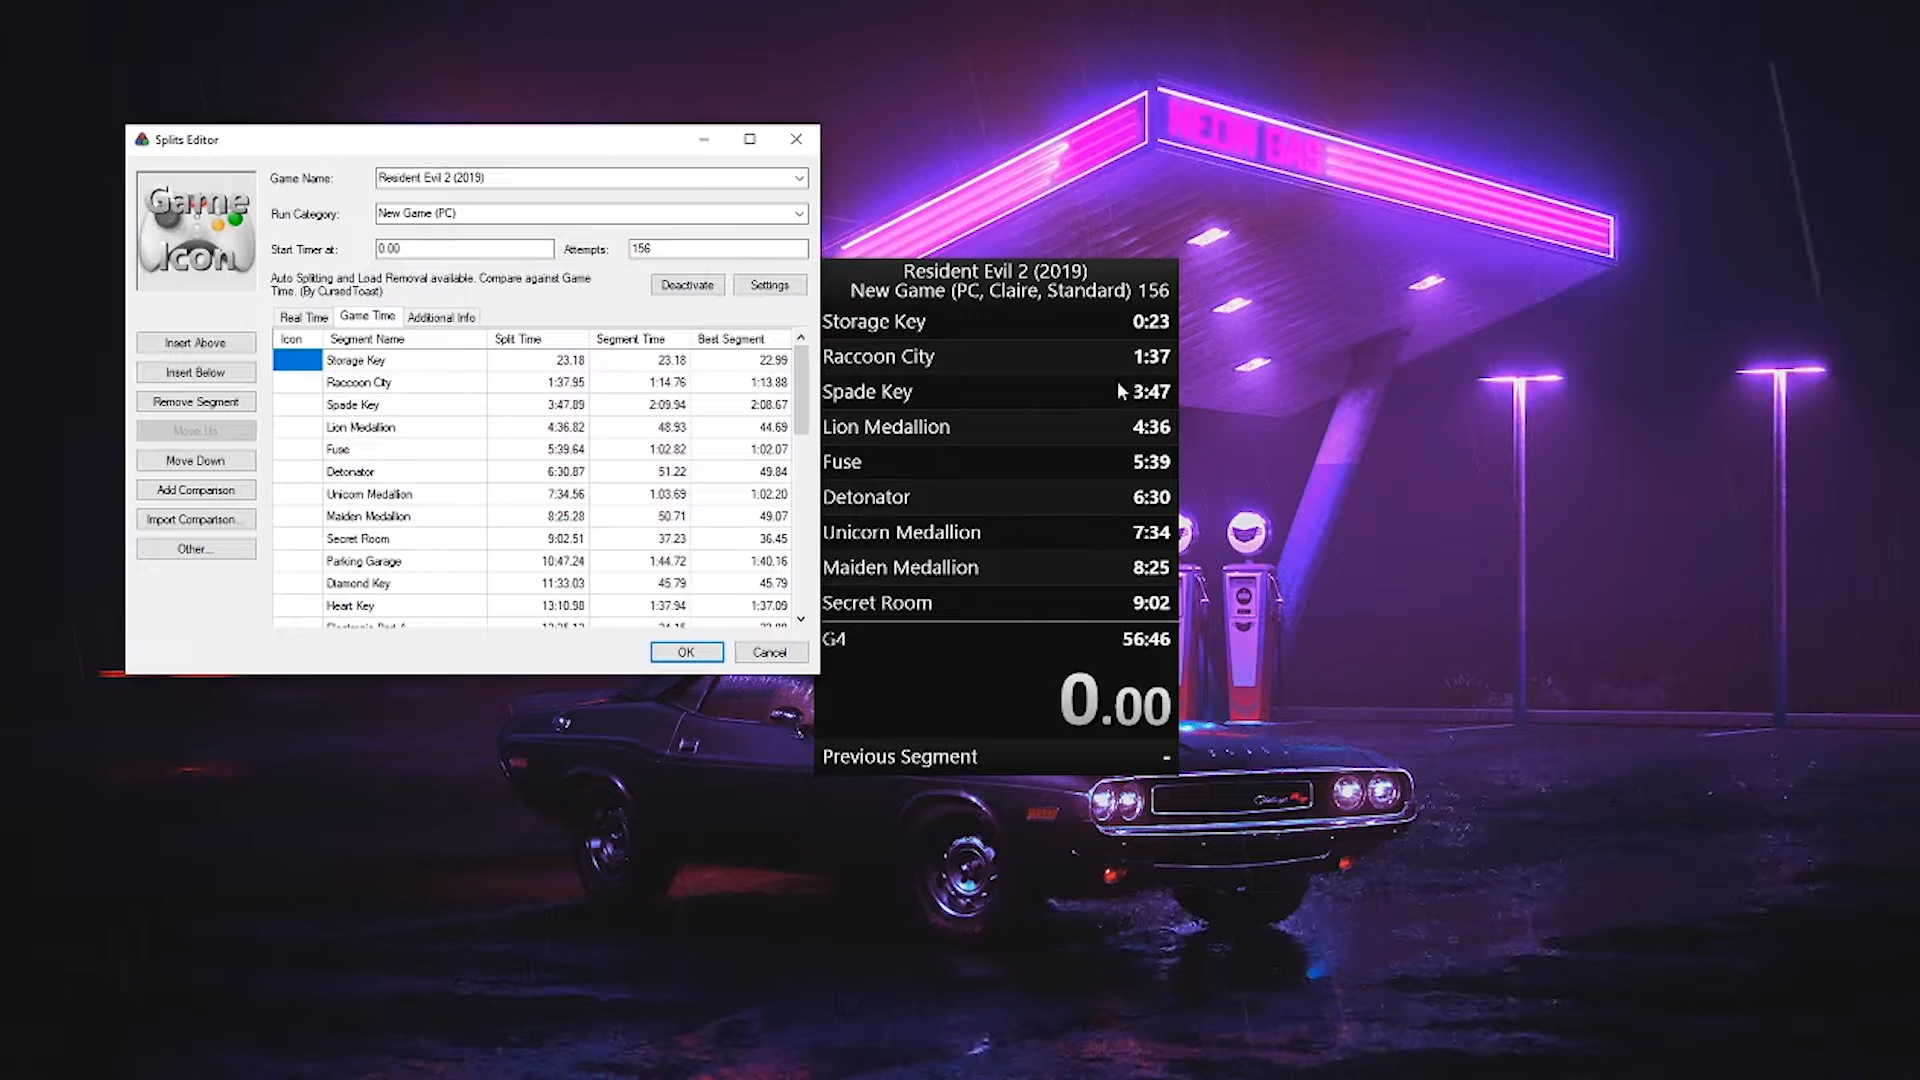 Splits Editor
Game Icon
Game Name: Resident Evil 2 (2019)
Run Category: New Game (PC)
Start Timer at: 0.00 Attempts: 156
Auto Splitting and Load Removal available. Compare against Game
Time. (By CursedToast)
Deactivate Settings
Real Time Game Time Additional Info
Insert Above
Insert Below
Remove Segment
Move Up
Move Down
Add Comparison
Import Comparison...
Other...
Icon Segment Name Split Time Segment Time Best Segment
Storage Key 23.18 23.18 22.99
Raccoon City 1:37.95 1:14.76 1:13.88
Spade Key 3:47.89 2:09.94 2:08.67
Lion Medallion 4:36.82 48.93 44.69
Fuse 5:39.64 1:02.82 1:02.07
Detonator 6:30.87 51.22 49.84
Unicorn Medallion 7:34.56 1:03.69 1:02.20
Maiden Medallion 8:25.28 50.71 49.07
Secret Room 9:02.51 37.23 36.45
Parking Garage 10:47.24 1:44.72 1:40.16
Diamond Key 11:33.03 45.79 45.79
Heart Key 13:10.98 1:37.94 1:37.09
OK Cancel
Resident Evil 2 (2019)
New Game (PC, Claire, Standard) 156
Storage Key 0:23
Raccoon City 1:37
Spade Key 3:47
Lion Medallion 4:36
Fuse 5:39
Detonator 6:30
Unicorn Medallion 7:34
Maiden Medallion 8:25
Secret Room 9:02
G4 56:46
0.00
Previous Segment -